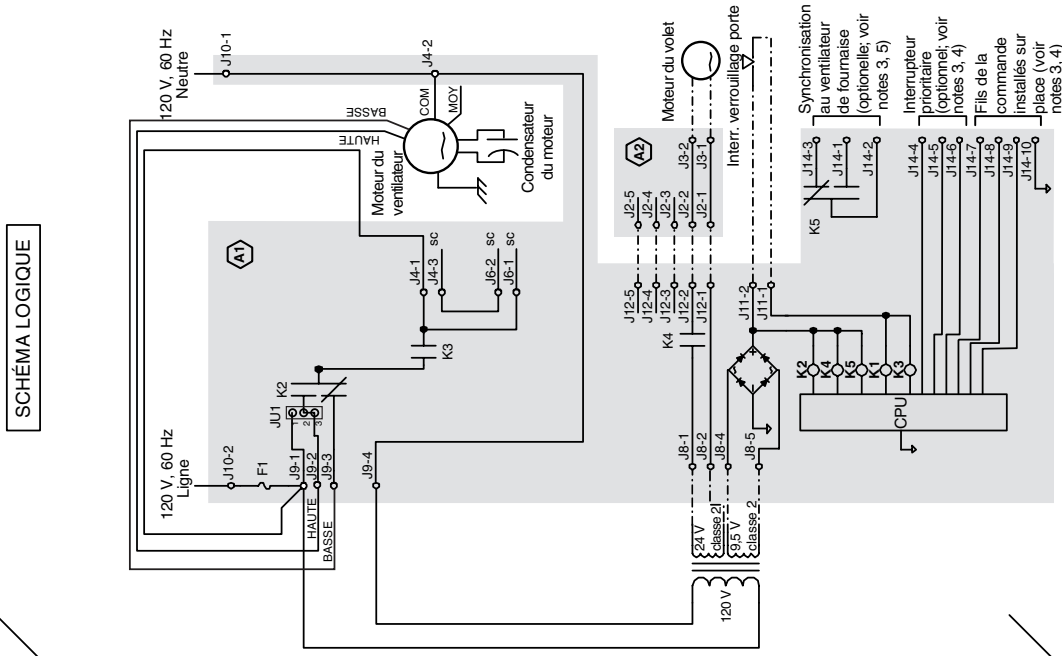 SCHÉMA LOGIQUE
120 V, 60 Hz
Ligne
J10-2
F1
J9-1
J9-2
J9-3
J9-4
HAUTE
BASSE
JU1
1
2
3
K2
K3
A1
J4-1
J4-3
sc
J6-2
sc
J6-1
sc
120 V, 60 Hz
Neutre
J10-1
J4-2
BASSE
HAUTE
COM
MOY
Moteur du
ventilateur
Condensateur
du moteur
120 V
24 V
classe 2
9,5 V
classe 2
J8-1
J8-2
J8-4
J8-5
K4
J12-5
J12-4
J12-3
J12-2
J12-1
J2-5
J2-4
J2-3
J2-2
J2-1
A2
J3-2
J3-1
Moteur du volet
Interr. verrouillage porte
J11-2
J11-1
K2
K4
K5
K1
K3
CPU
K5
J14-3
J14-1
J14-2
J14-4
J14-5
J14-6
J14-7
J14-8
J14-9
J14-10
Synchronisation
au ventilateur
de fournaise
(optionelle; voir
notes 3, 5)
Interrupteur
prioritaire
(optionnel; voir
notes 3, 4)
Fils de la
commande
installés sur
place (voir
notes 3, 4)